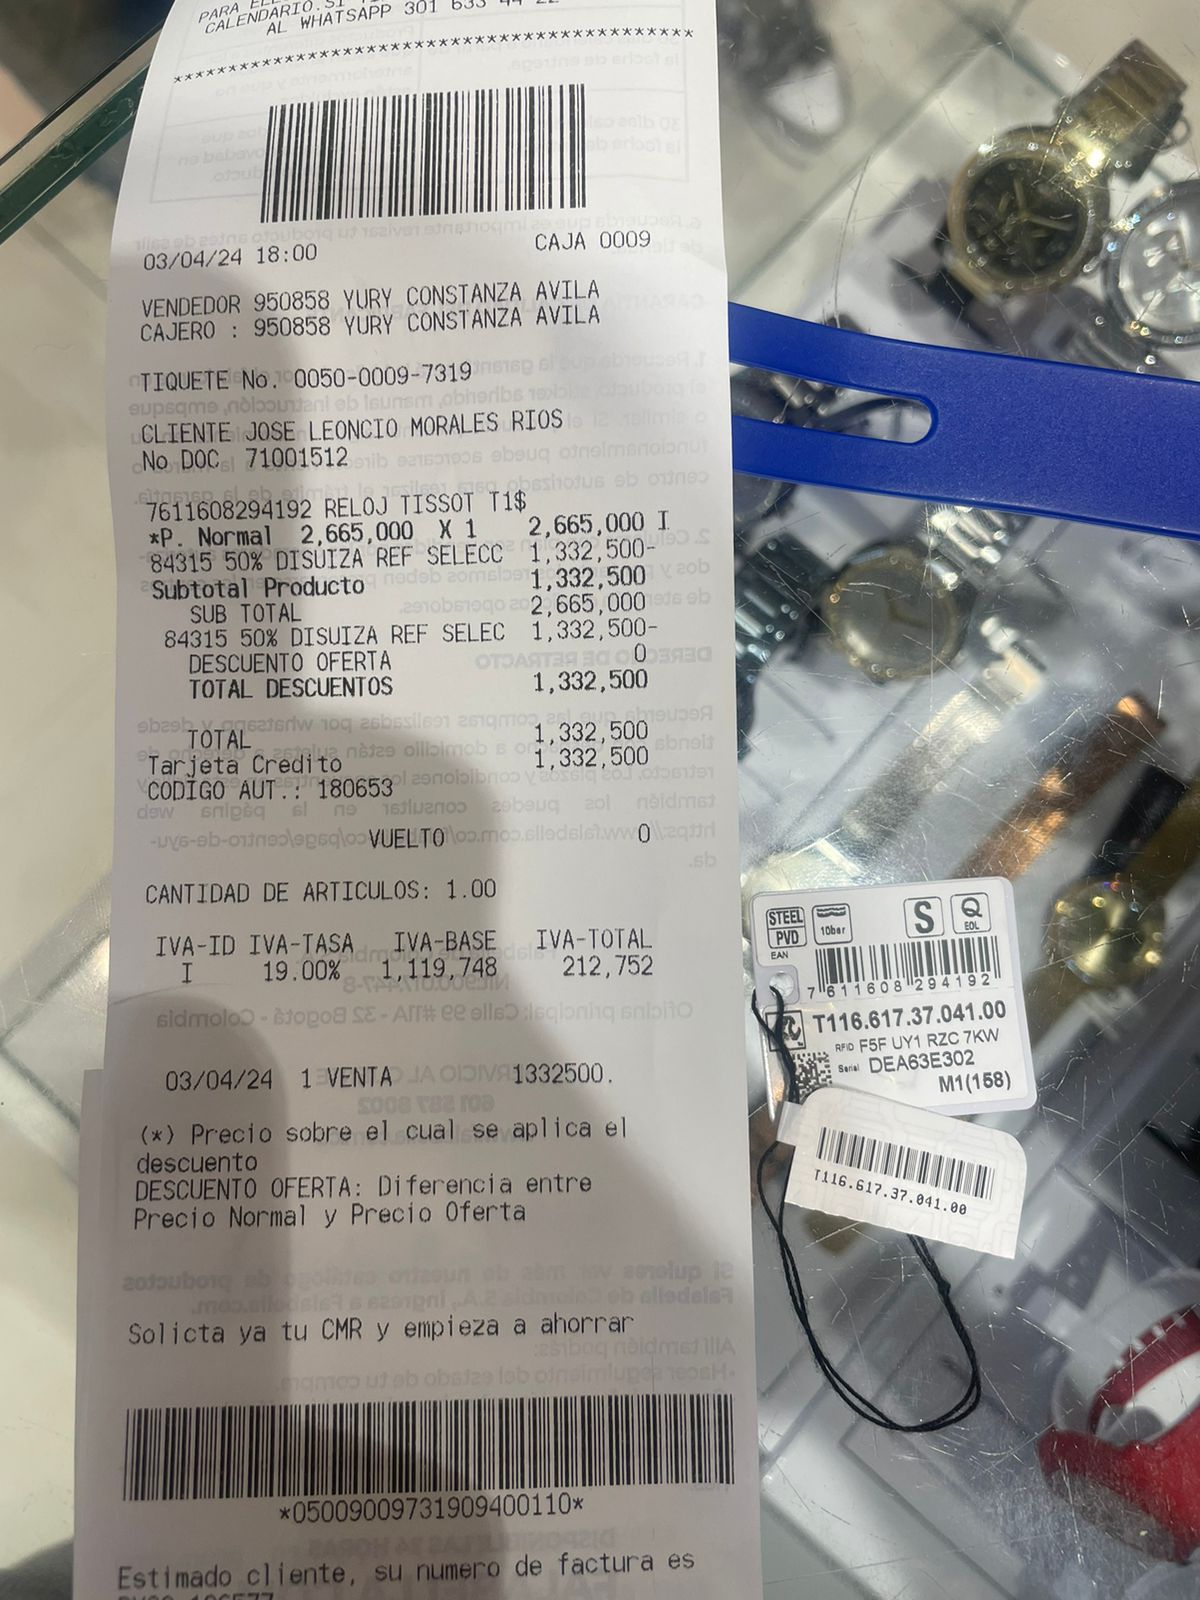 CALENDARIO.SI
AL WHATSAPP 301 633 44 22
********************************************
03/04/24 18:00 CAJA 0009
VENDEDOR 950858 YURY CONSTANZA AVILA
CAJERO : 950858 YURY CONSTANZA AVILA
TIQUETE No. 0050-0009-7319
CLIENTE JOSE LEONCIO MORALES RIOS
No DOC 71001512
7611608294192 RELOJ TISSOT T1$
*P. Normal 2,665,000 X 1 2,665,000 I
84315 50% DISUIZA REF SELECC 1,332,500-
Subtotal Producto 1,332,500
SUB TOTAL 2,665,000
84315 50% DISUIZA REF SELEC 1,332,500-
DESCUENTO OFERTA 0
TOTAL DESCUENTOS 1,332,500
TOTAL 1,332,500
Tarjeta Credito 1,332,500
CODIGO AUT.: 180653
VUELTO 0
CANTIDAD DE ARTICULOS: 1.00
IVA-ID IVA-TASA IVA-BASE IVA-TOTAL
I 19.00% 1,119,748 212,752
03/04/24 1 VENTA 1332500.
(*) Precio sobre el cual se aplica el
descuento
DESCUENTO OFERTA: Diferencia entre
Precio Normal y Precio Oferta
Solicta ya tu CMR y empieza a ahorrar
*05009009731909400110*
Estimado cliente, su numero de factura es
STEEL
PVD
10bar
S
Q
EOL
EAN
7 611608 294192
T116.617.37.041.00
RFID F5F UY1 RZC 7KW
Serial DEA63E302
M1(158)
T116.617.37.041.00